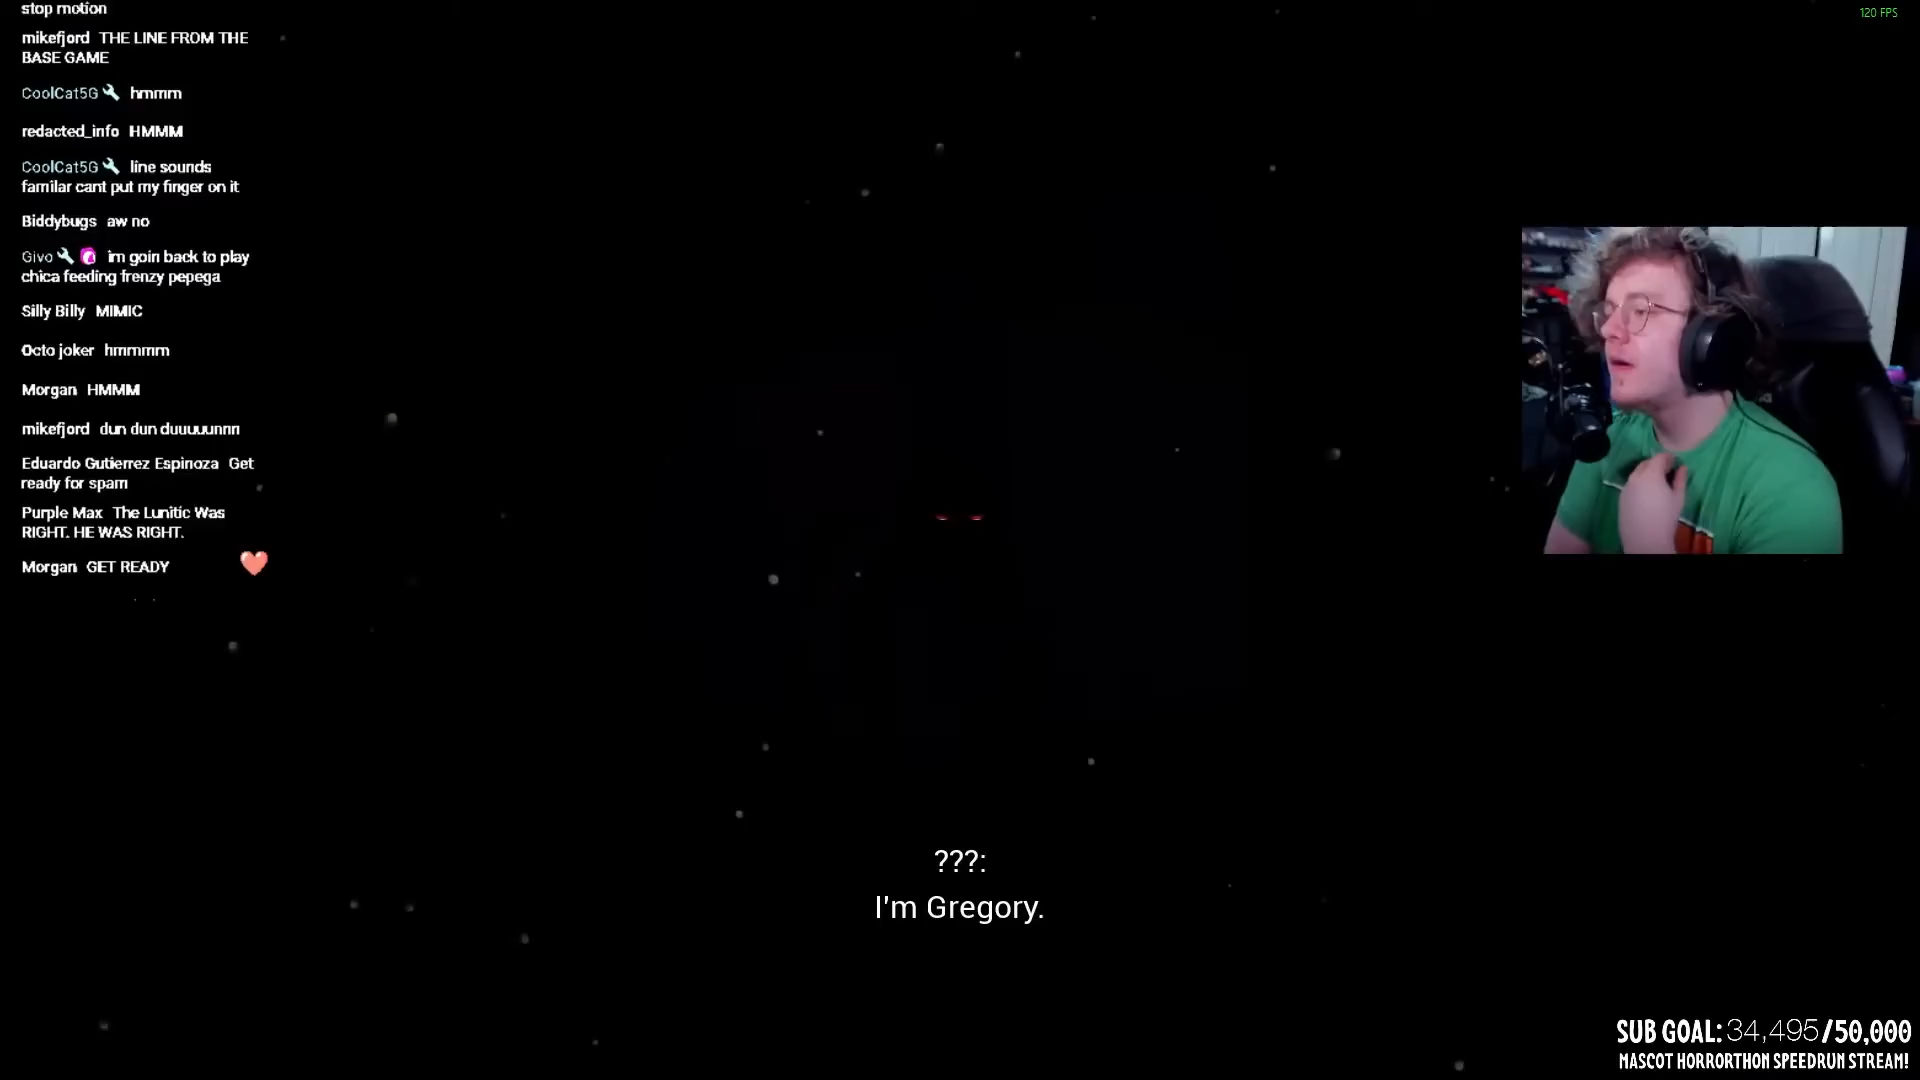 120 FPS
stop motion
mikefjord THE LINE FROM THE
BASE GAME
CoolCat5G hmmm
redacted_info HMMM
CoolCat5G line sounds
familar cant put my finger on it
Biddybugs aw no
Givo im goin back to play
chica feeding frenzy pepega
Silly Billy MIMIC
Octo joker hmmmm
Morgan HMMM
mikefjord dun dun duuuuunnn
Eduardo Gutierrez Espinoza Get
ready for spam
Purple Max The Lunitic Was
RIGHT. HE WAS RIGHT.
Morgan GET READY
???:
I'm Gregory.
SUB GOAL: 34,495/50,000
MASCOT HORRORTHON SPEEDRUN STREAM!